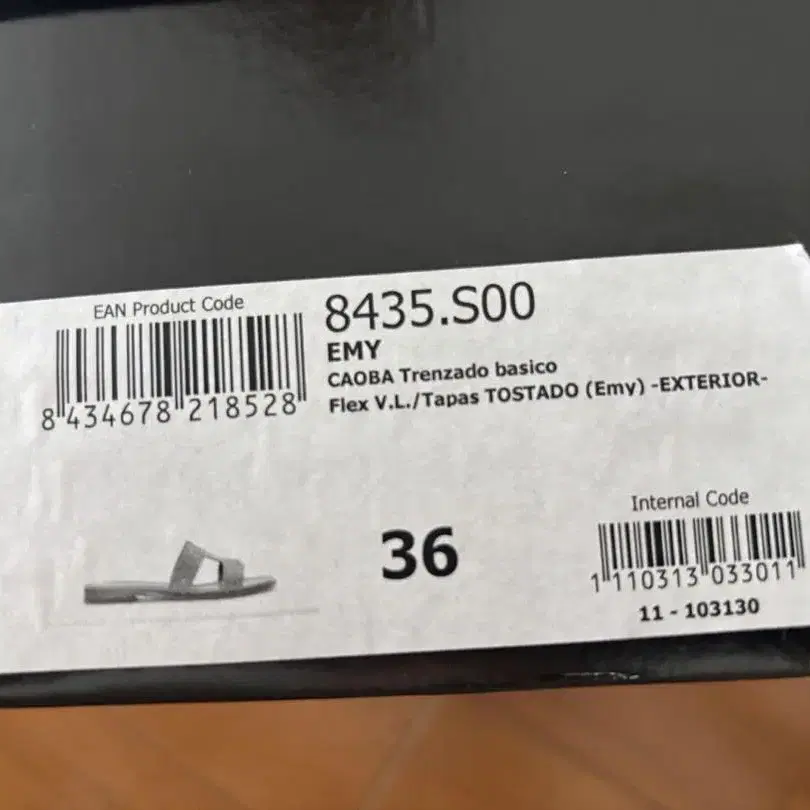 EAN Product Code
8 434678 218528
8435.S00
EMY
CAOBA Trenzado basico
Flex V.L./Tapas TOSTADO (Emy) -EXTERIOR-
36
Internal Code
1 110313 033011
11 - 103130